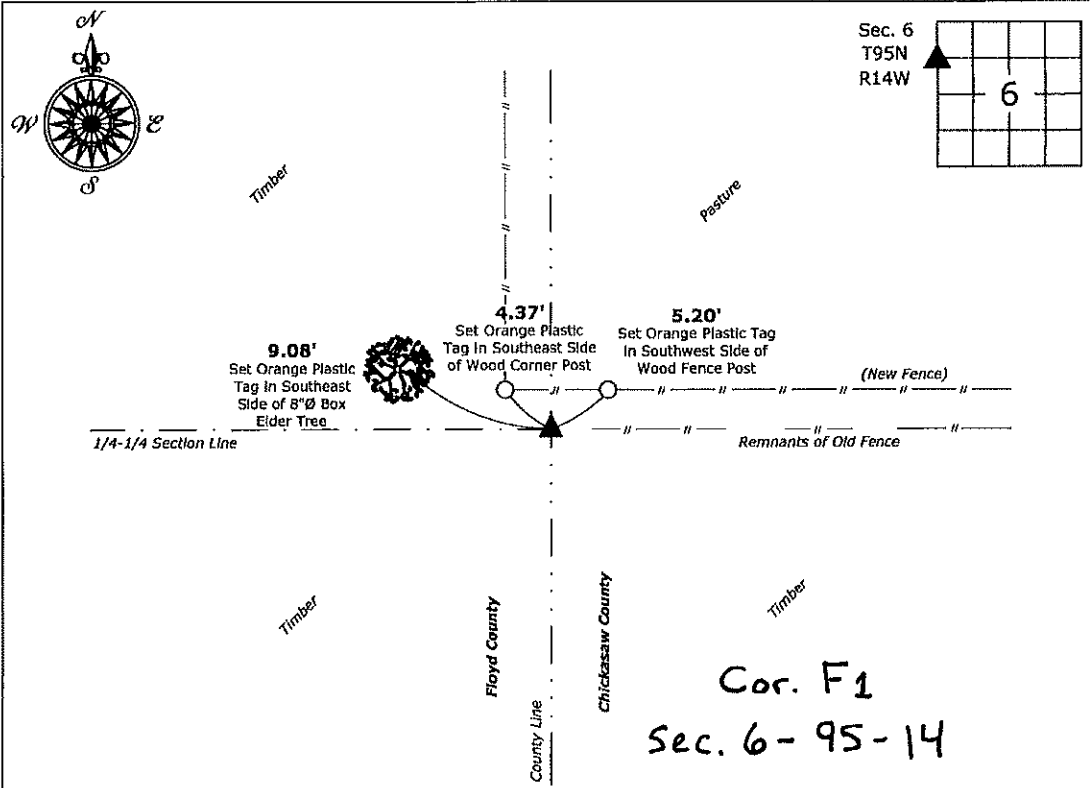 N
W
E
S
Sec. 6
T95N
R14W
6
Timber
Pasture
9.08'
Set Orange Plastic
Tag in Southeast
Side of 8"Ø Box
Elder Tree
4.37'
Set Orange Plastic
Tag in Southeast Side
of Wood Corner Post
5.20'
Set Orange Plastic Tag
in Southwest Side of
Wood Fence Post
(New Fence)
1/4-1/4 Section Line
Remnants of Old Fence
Timber
Floyd County
County Line
Chickasaw County
Timber
Cor. F1
Sec. 6-95-14